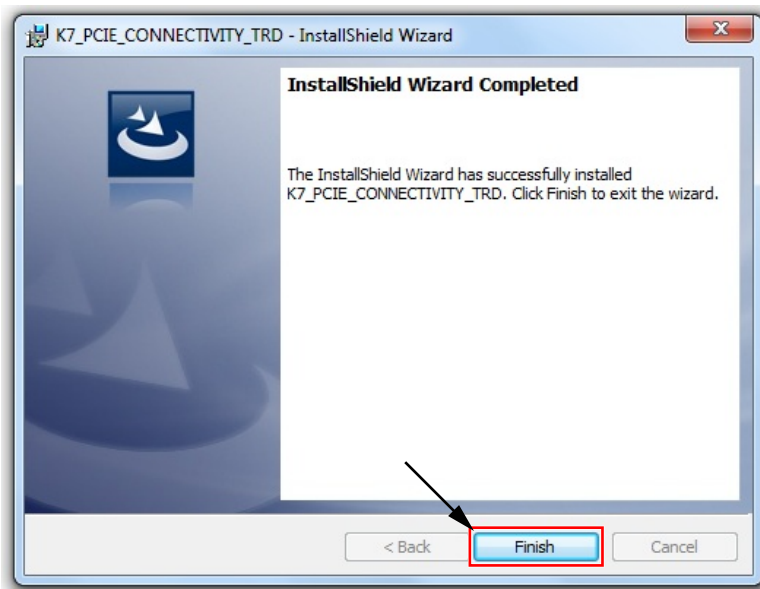 K7_PCIE_CONNECTIVITY_TRD - InstallShield Wizard
InstallShield Wizard Completed
The InstallShield Wizard has successfully installed
K7_PCIE_CONNECTIVITY_TRD. Click Finish to exit the wizard.
< Back Finish Cancel